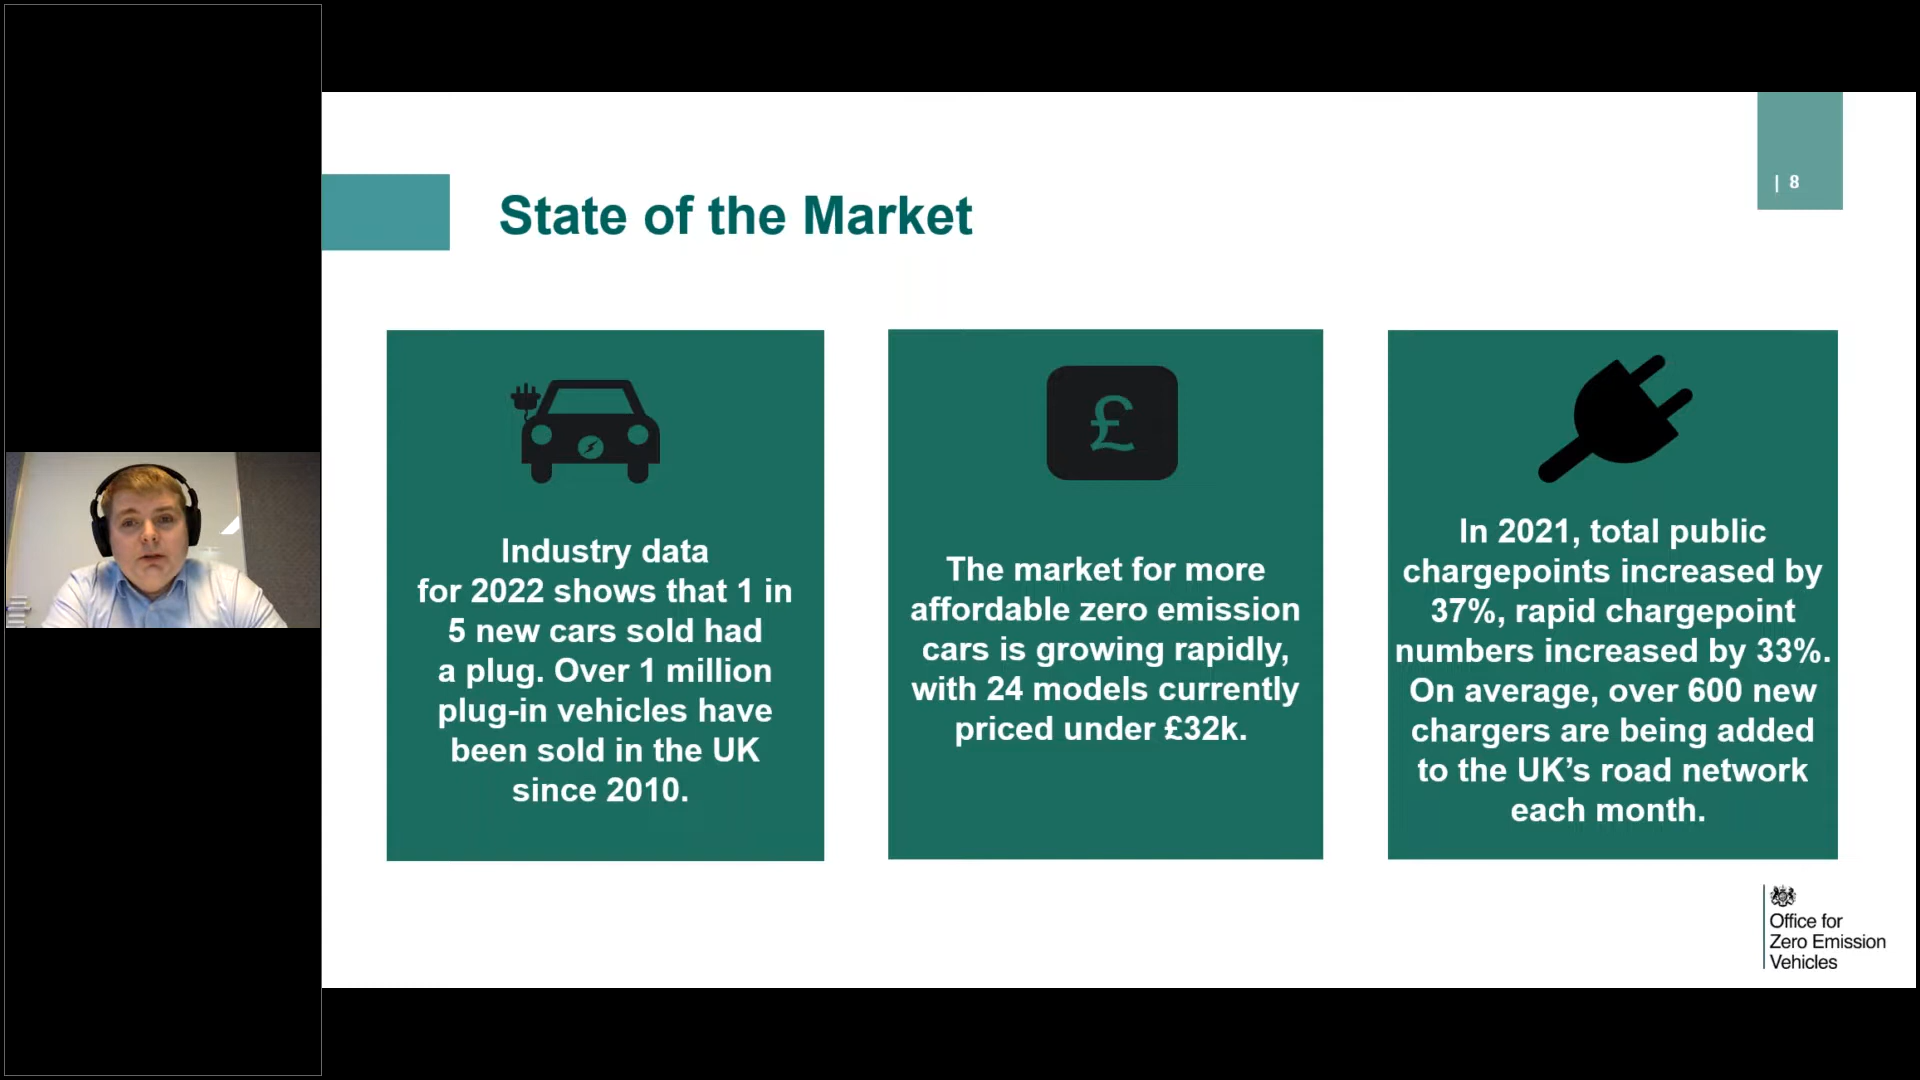 | 8
State of the Market
Industry data
for 2022 shows that 1 in
5 new cars sold had
a plug. Over 1 million
plug-in vehicles have
been sold in the UK
since 2010.
£
The market for more
affordable zero emission
cars is growing rapidly,
with 24 models currently
priced under £32k.
In 2021, total public
chargepoints increased by
37%, rapid chargepoint
numbers increased by 33%.
On average, over 600 new
chargers are being added
to the UK’s road network
each month.
Office for
Zero Emission
Vehicles